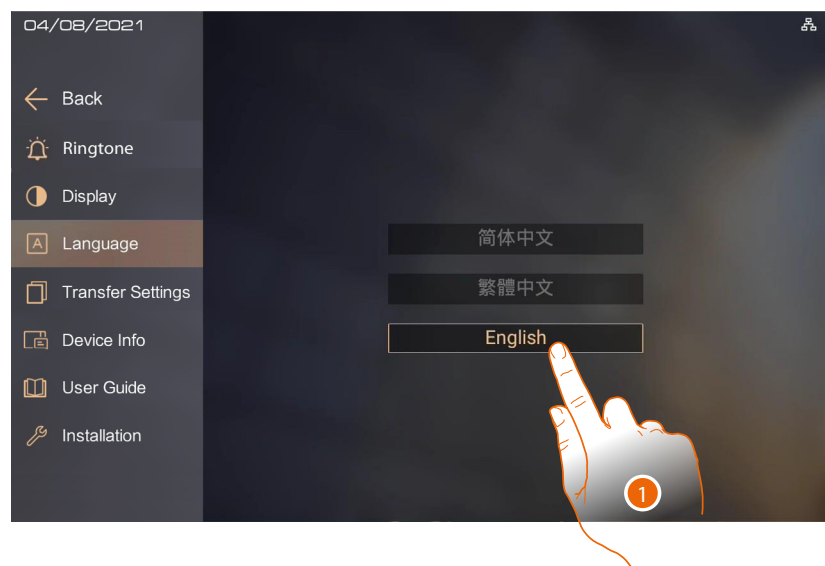 04/08/2021
Back
Ringtone
Display
A Language
Transfer Settings
Device Info
User Guide
Installation
简体中文
繁體中文
English
1